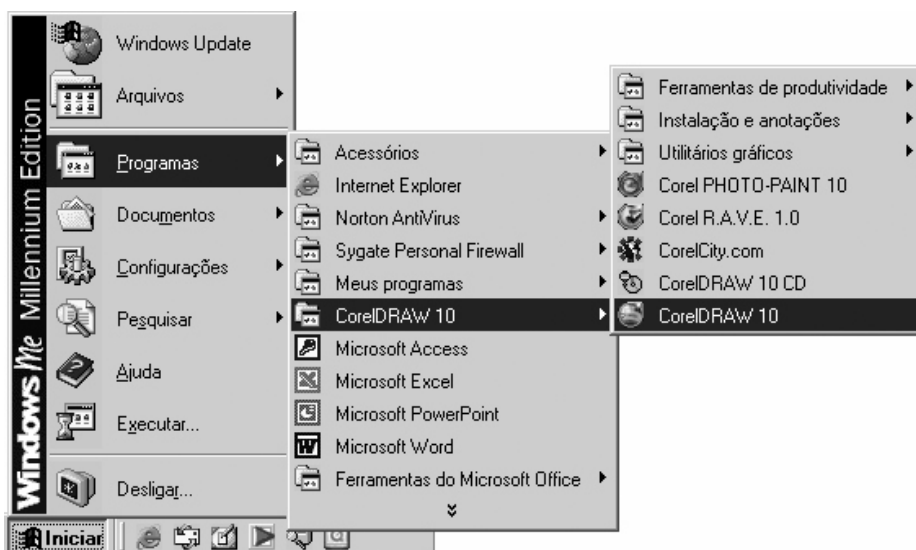 Windows Me Millennium Edition
Windows Update
Arquivos
Programas
Documentos
Configurações
Pesquisar
Ajuda
Executar...
Desligar...
Iniciar
Acessórios
Internet Explorer
Norton AntiVirus
Sygate Personal Firewall
Meus programas
CorelDRAW 10
Microsoft Access
Microsoft Excel
Microsoft PowerPoint
Microsoft Word
Ferramentas do Microsoft Office
Ferramentas de produtividade
Instalação e anotações
Utilitários gráficos
Corel PHOTO-PAINT 10
Corel R.A.V.E. 1.0
CorelCity.com
CorelDRAW 10 CD
CorelDRAW 10